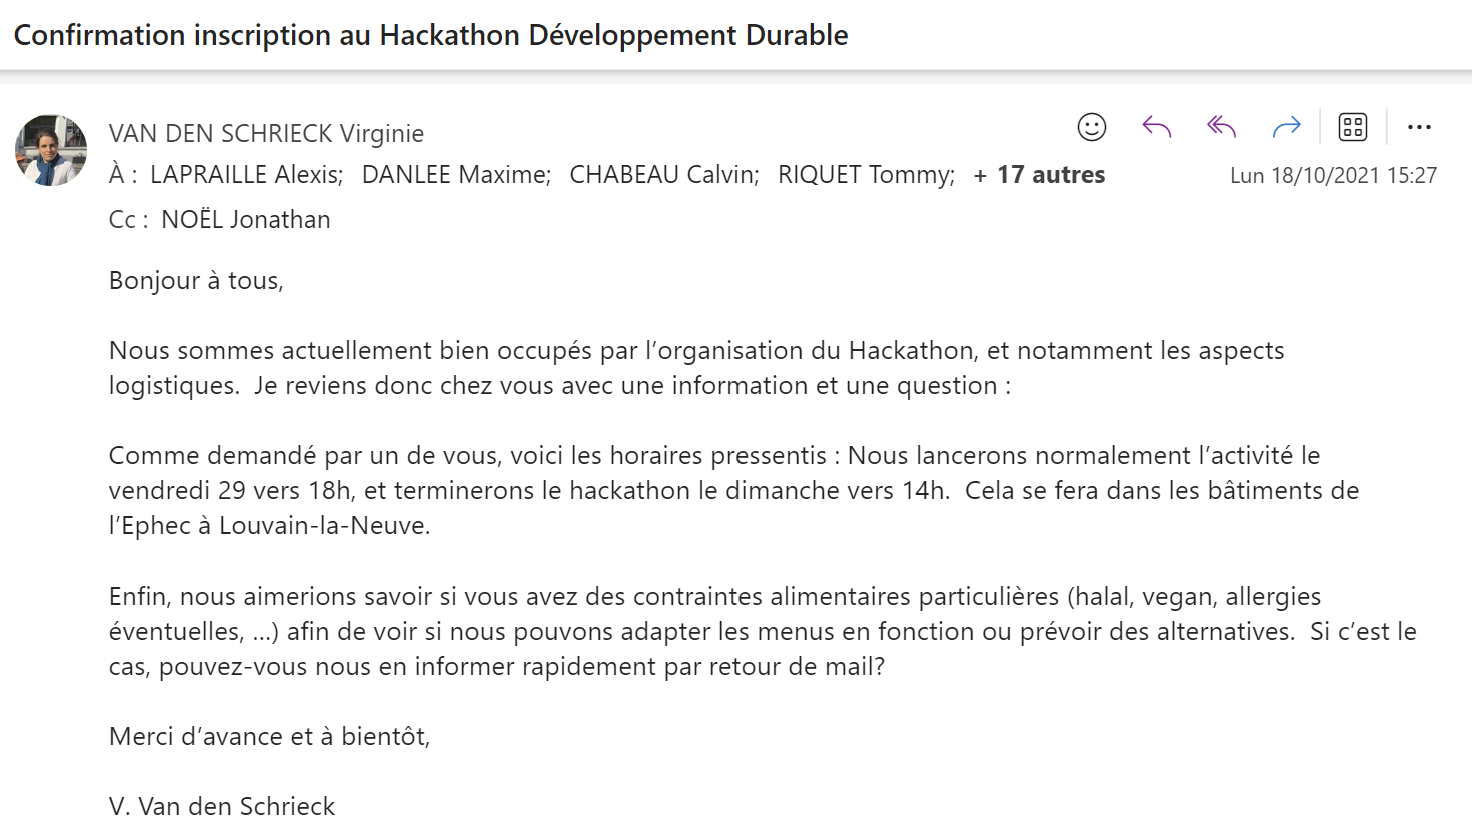 Confirmation inscription au Hackathon Développement Durable
VAN DEN SCHRIECK Virginie
À : LAPRAILLE Alexis; DANLEE Maxime; CHABEAU Calvin; RIQUET Tommy; + 17 autres
Lun 18/10/2021 15:27
Cc : NOËL Jonathan
Bonjour à tous,
Nous sommes actuellement bien occupés par l’organisation du Hackathon, et notamment les aspects
logistiques.  Je reviens donc chez vous avec une information et une question :
Comme demandé par un de vous, voici les horaires pressentis : Nous lancerons normalement l’activité le
vendredi 29 vers 18h, et terminerons le hackathon le dimanche vers 14h.  Cela se fera dans les bâtiments de
l’Ephec à Louvain-la-Neuve.
Enfin, nous aimerions savoir si vous avez des contraintes alimentaires particulières (halal, vegan, allergies
éventuelles, …) afin de voir si nous pouvons adapter les menus en fonction ou prévoir des alternatives.  Si c’est le
cas, pouvez-vous nous en informer rapidement par retour de mail?
Merci d’avance et à bientôt,
V. Van den Schrieck